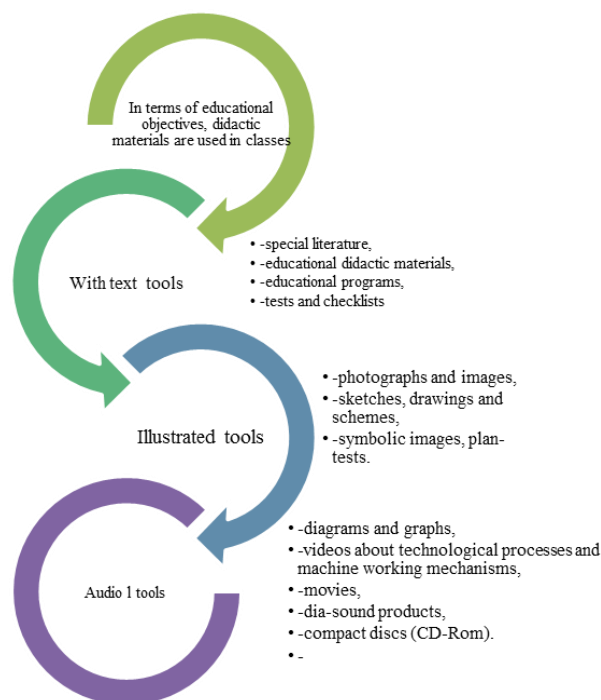 In terms of educational
objectives, didactic
materials are used in classes
With text tools
• -special literature,
• -educational didactic materials,
• -educational programs,
• -tests and checklists
Illustrated tools
• -photographs and images,
• -sketches, drawings and
schemes,
• -symbolic images, plan-
tests.
Audio l tools
• -diagrams and graphs,
• -videos about technological processes and
machine working mechanisms,
• -movies,
• -dia-sound products,
• -compact discs (CD-Rom).
• -